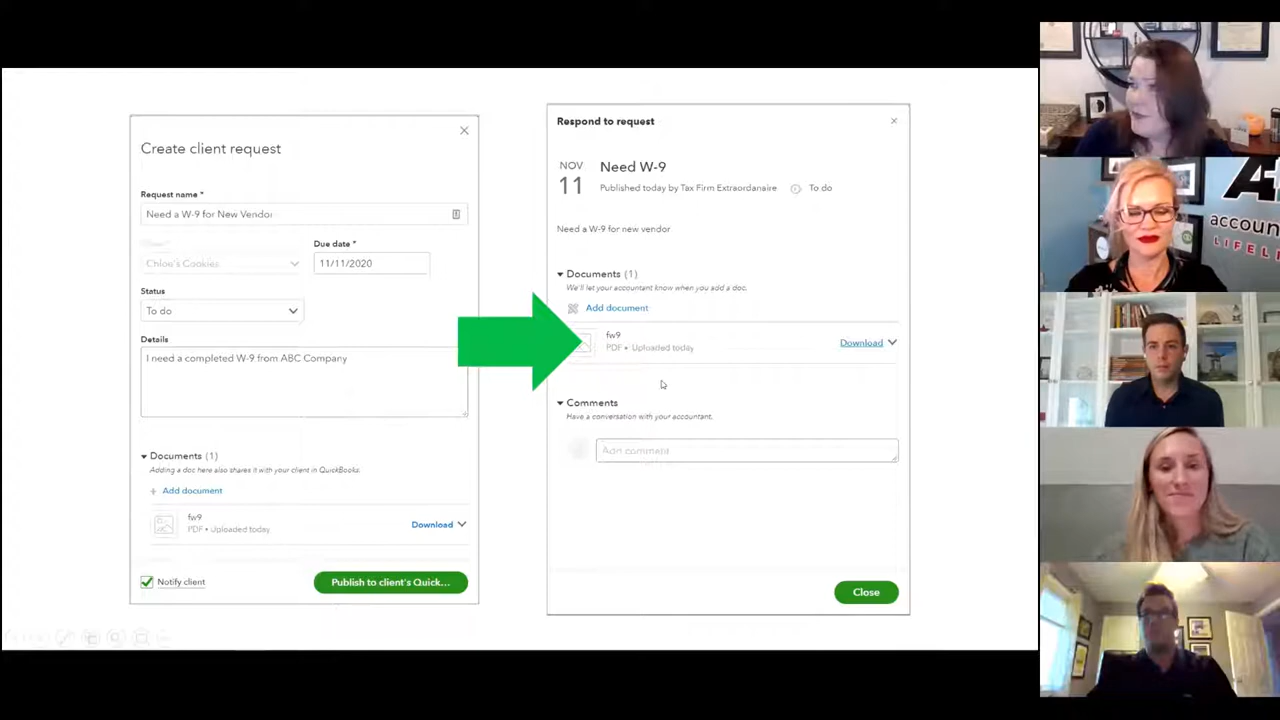 Create client request
Request name *
Need a W-9 for New Vendor
Due date *
Chloe's Cookies
11/11/2020
Status
To do
Details
I need a completed W-9 from ABC Company
Documents (1)
Adding a doc here also shares it with your client in QuickBooks.
+ Add document
fw9
PDF • Uploaded today
Download
Notify client
Publish to client's Quick...
Respond to request
NOV
11
Need W-9
Published today by Tax Firm Extraordanaire
To do
Need a W-9 for new vendor
Documents (1)
We'll let your accountant know when you add a doc.
Add document
fw9
PDF • Uploaded today
Download
Comments
Have a conversation with your accountant.
Add comment
Close
accoun
LIFELI